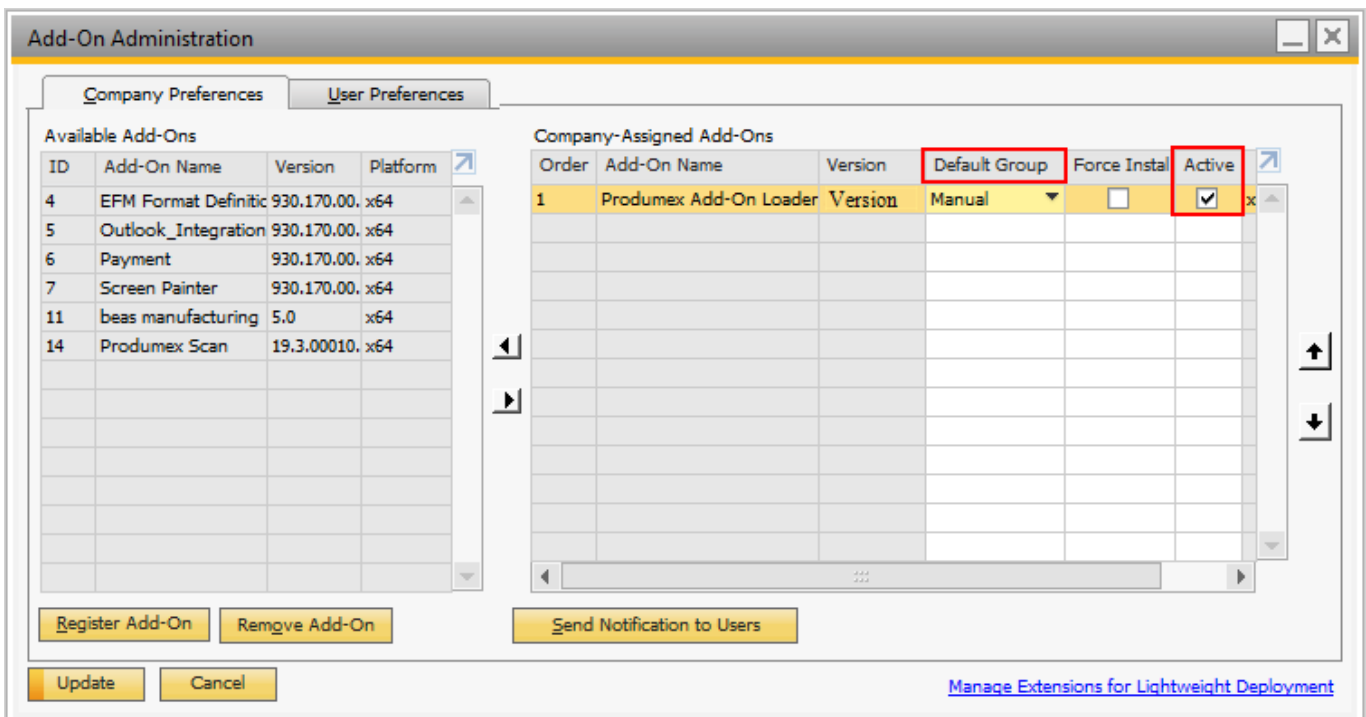 Add-On Administration
Company Preferences User Preferences
Available Add-Ons
ID Add-On Name Version Platform
4 EFM Format Definitic 930.170.00. x64
5 Outlook_Integration 930.170.00. x64
6 Payment 930.170.00. x64
7 Screen Painter 930.170.00. x64
11 beas manufacturing 5.0 x64
14 Produmex Scan 19.3.00010. x64
Company-Assigned Add-Ons
Order Add-On Name Version Default Group Force Instal Active
1 Produmex Add-On Loader Version Manual x
Register Add-On Remove Add-On Send Notification to Users
Update Cancel Manage Extensions for Lightweight Deployment